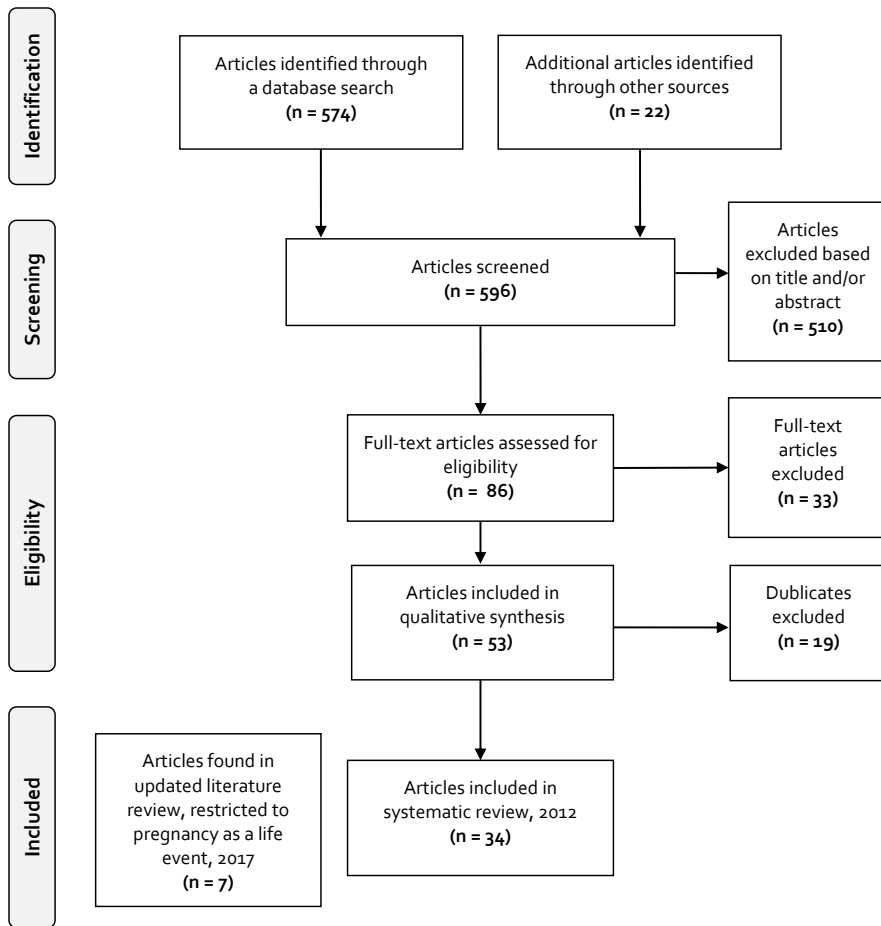 Identification
Articles identified through
a database search
(n = 574)
Additional articles identified
through other sources
(n = 22)
Screening
Articles screened
(n = 596)
Articles
excluded based
on title and/or
abstract
(n = 510)
Eligibility
Full-text articles assessed for
eligibility
(n = 86)
Full-text
articles
excluded
(n = 33)
Articles included in
qualitative synthesis
(n = 53)
Dublicates
excluded
(n = 19)
Included
Articles found in
updated literature
review, restricted to
pregnancy as a life
event, 2017
(n = 7)
Articles included in
systematic review, 2012
(n = 34)